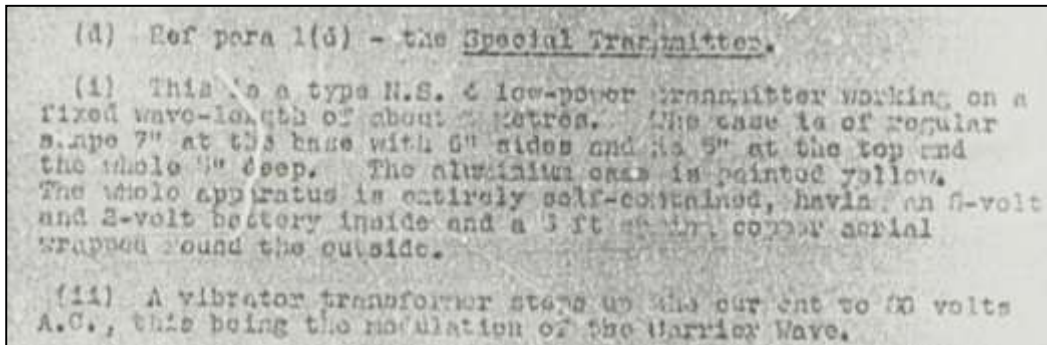 (d) Ref para 1(d) - the Special Transmitter.
(i) This is a type N.S. low-power transmitter working on a
fixed wave-length of about metres. The case is of regular
shape 7" at the base with 6" sides and is 5" at the top and
the whole deep. The aluminium case is painted yellow.
The whole apparatus is entirely self-contained, having an
and 2-volt battery inside and a 3 ft copper aerial
wrapped round the outside.
(ii) A vibrator transformer steps up the current to volts
A.C., this being the modulation of the Carrier Wave.